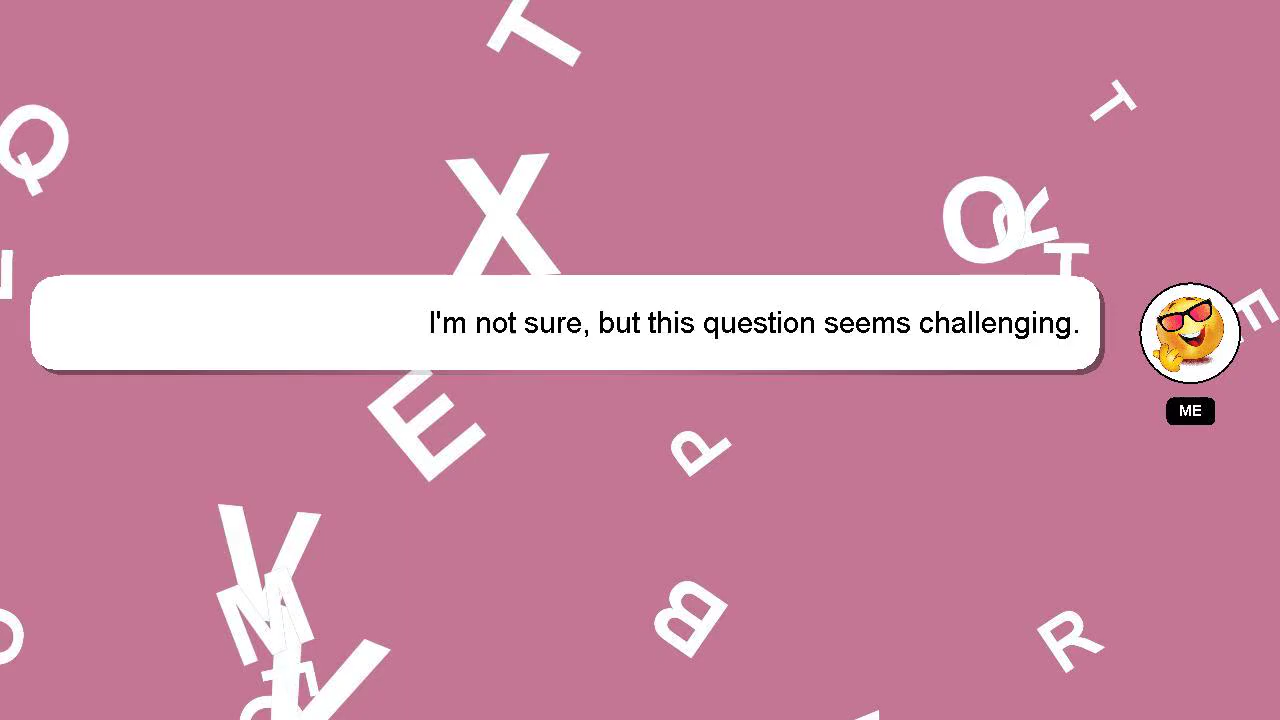 T
T
Q
X
O
R
T
E
I'm not sure, but this question seems challenging.
ME
E
P
V
M
B
R